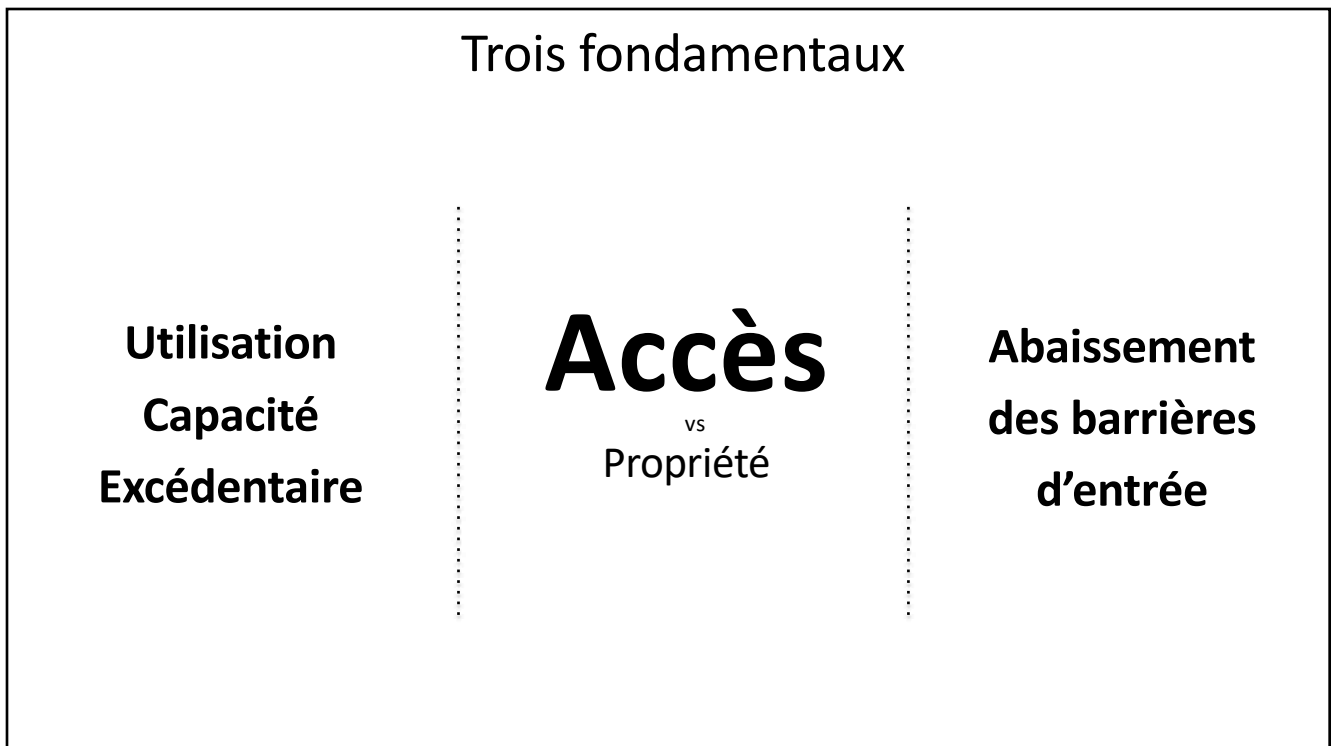 Trois fondamentaux
Utilisation
Capacité
Excédentaire
Accès
vs
Propriété
Abaissement
des barrières
d’entrée